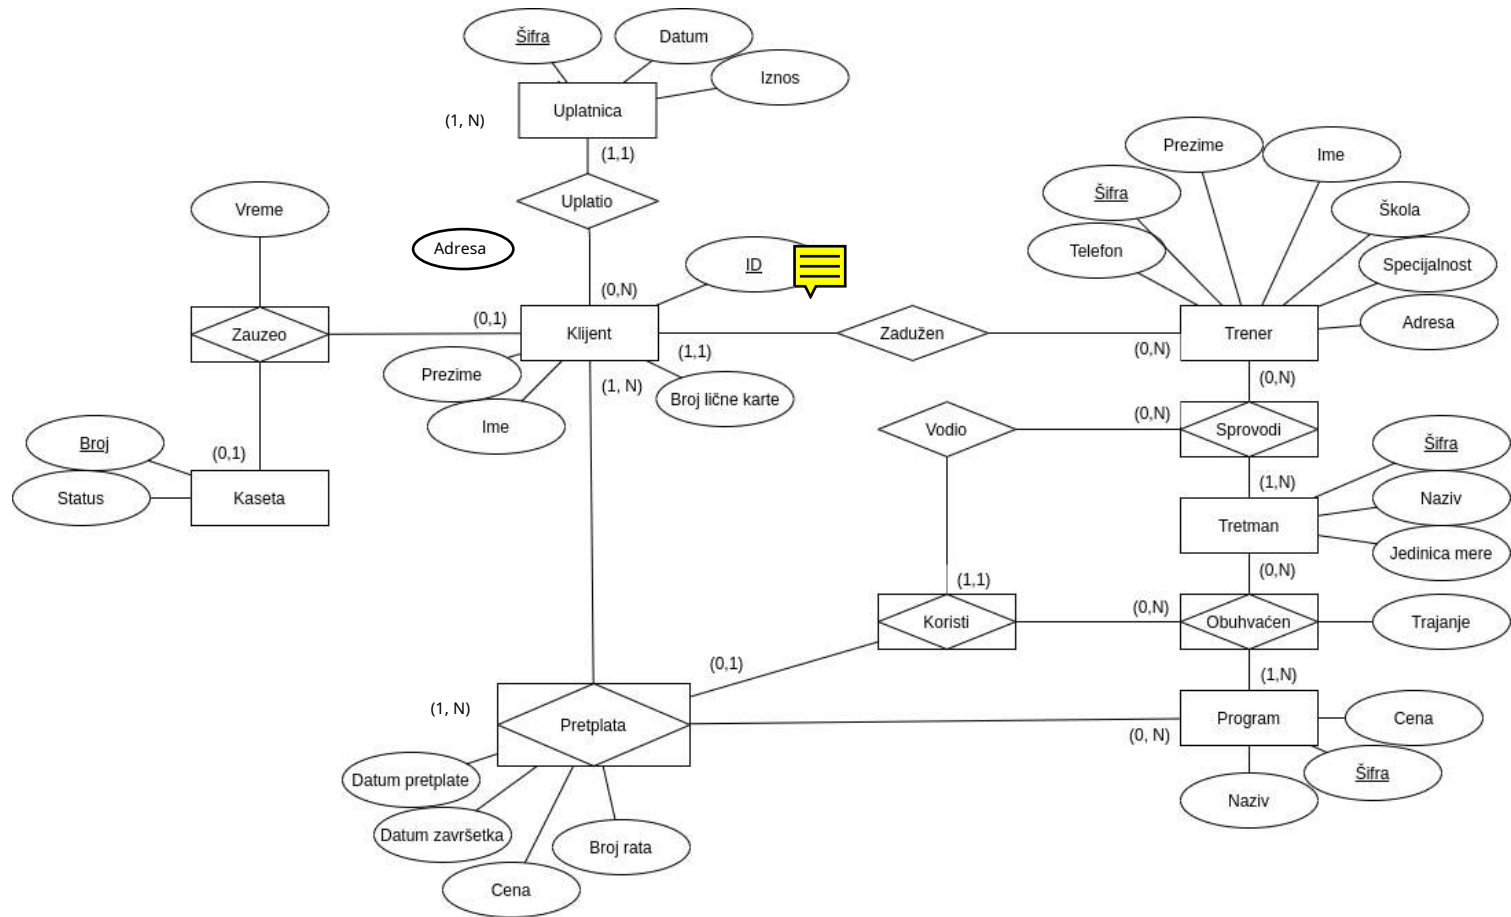 Šifra
Datum
Iznos
Uplatnica
(1, N)
(1,1)
Uplatio
Vreme
Adresa
ID
(0,N)
(0,1)
Zauzeo
Klijent
Zadužen
(1,1)
(0,N)
Prezime
Ime
Šifra
Telefon
Škola
Specijalnost
Adresa
Trener
Prezime
Ime
(1, N)
Broj lične karte
(0,N)
Vodio
(0,N)
Sprovodi
Broj
Status
(0,1)
Kaseta
(1,N)
Tretman
Šifra
Naziv
Jedinica mere
(0,N)
(1,1)
Koristi
(0,N)
Obuhvaćen
Trajanje
(0,1)
(1,N)
(1, N)
Pretplata
(0, N)
Program
Cena
Šifra
Naziv
Datum pretplate
Datum završetka
Cena
Broj rata